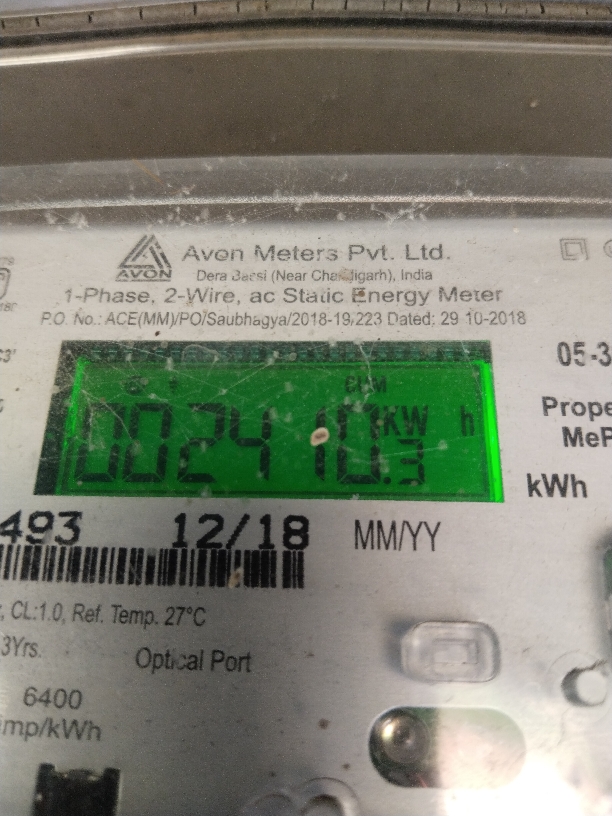 AVON
Avon Meters Pvt. Ltd.
Dera Bassi (Near Chandigarh), India
1-Phase, 2-Wire, ac Static Energy Meter
P.O. No.: ACE(MM)/PO/Saubhagya/2018-19/223 Dated: 29-10-2018
05-3
CUM
002410.3 KW h
Prope
MeP
kWh
493 12/18 MM/YY
, CL:1.0, Ref. Temp. 27°C
3Yrs.
Optical Port
6400
imp/kWh